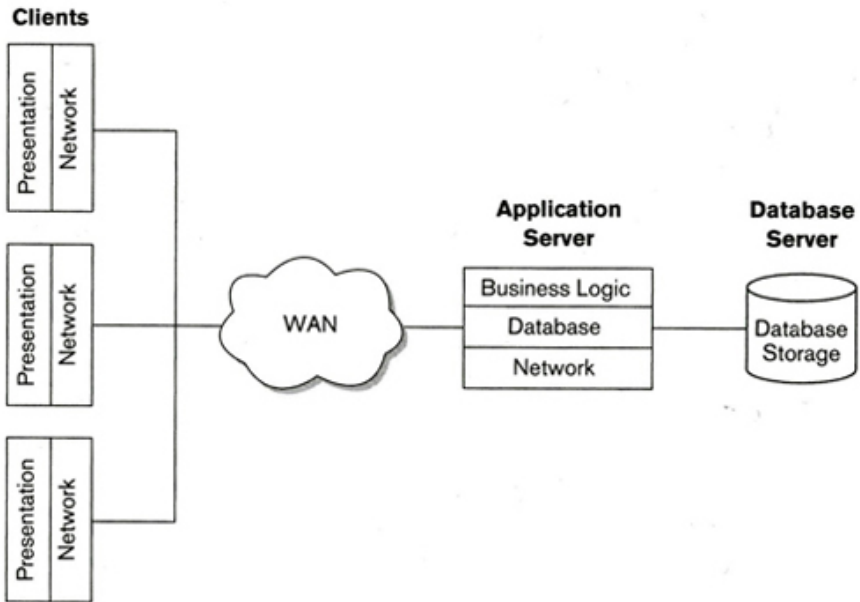 Clients
Presentation
Network
Presentation
Network
Presentation
Network
WAN
Application
Server
Business Logic
Database
Network
Database
Server
Database
Storage